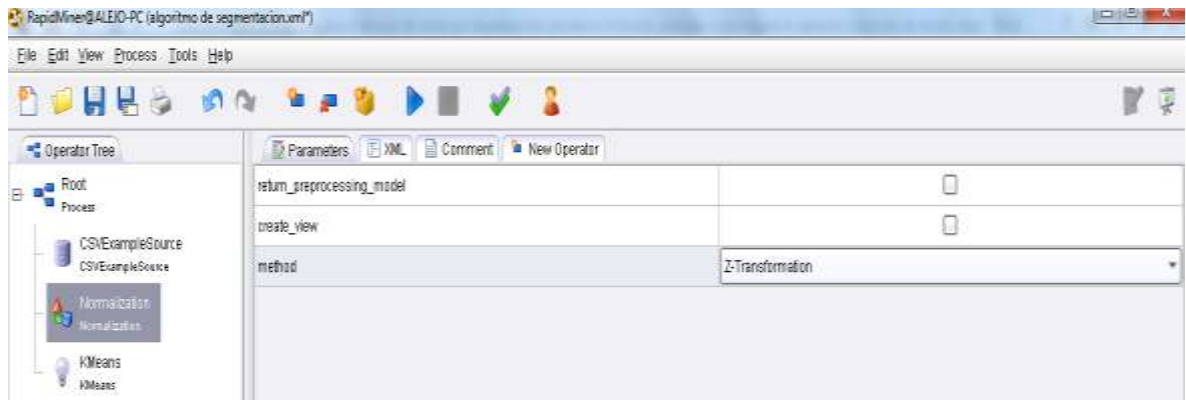 RapidMiner@ALEJO-PC (algoritmo de segmentacion.xml*)
File Edit View Process Tools Help
Operator Tree
Parameters XML Comment New Operator
Root
Process
CSVExampleSource
CSVExampleSource
Normalization
Normalization
KMeans
KMeans
return_preprocessing_model
create_view
method Z-Transformation